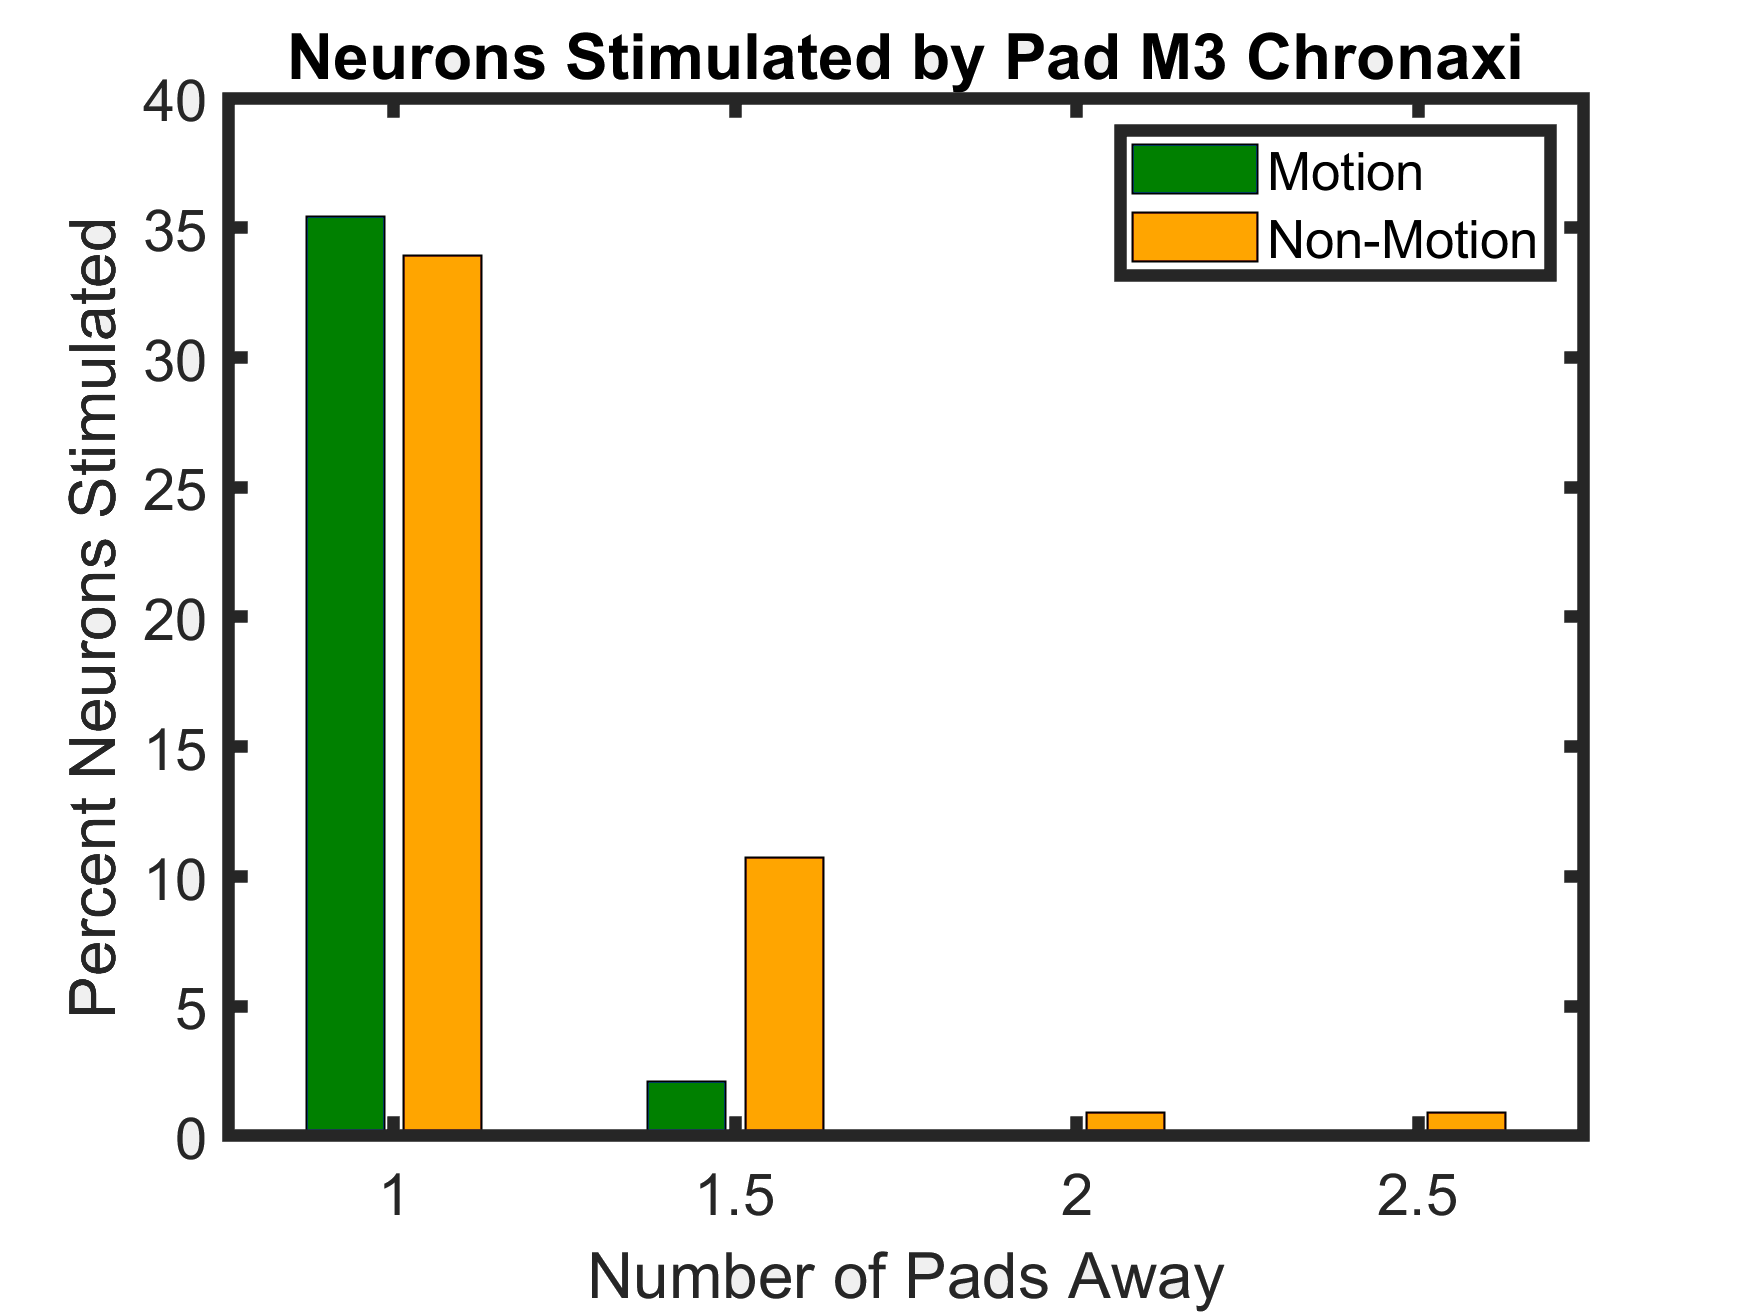 Neurons Stimulated by Pad M3 Chronaxi
40
35
30
25
20
15
10
5
0
Percent Neurons Stimulated
Motion
Non-Motion
1 1.5 2 2.5
Number of Pads Away